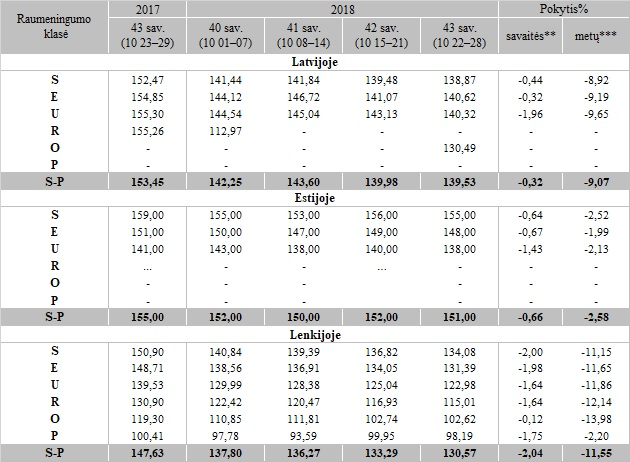 Raumeningumo klasė 2017 2018 Pokytis%
43 sav. (10 23–29) 40 sav. (10 01–07) 41 sav. (10 08–14) 42 sav. (10 15–21) 43 sav. (10 22–28) savaitės** metų***
Latvijoje
S 152,47 141,44 141,84 139,48 138,87 -0,44 -8,92
E 154,85 144,12 146,72 141,07 140,62 -0,32 -9,19
U 155,30 144,54 145,04 143,13 140,32 -1,96 -9,65
R 155,26 112,97 - - - - -
O - - - - 130,49 - -
P - - - - - - -
S-P 153,45 142,25 143,60 139,98 139,53 -0,32 -9,07
Estijoje
S 159,00 155,00 153,00 156,00 155,00 -0,64 -2,52
E 151,00 150,00 147,00 149,00 148,00 -0,67 -1,99
U 141,00 143,00 138,00 140,00 138,00 -1,43 -2,13
R ... - - ... - - -
O - - - - - - -
P - - - - - - -
S-P 155,00 152,00 150,00 152,00 151,00 -0,66 -2,58
Lenkijoje
S 150,90 140,84 139,39 136,82 134,08 -2,00 -11,15
E 148,71 138,56 136,91 134,05 131,39 -1,98 -11,65
U 139,53 129,99 128,38 125,04 122,98 -1,64 -11,86
R 130,90 122,42 120,47 116,93 115,01 -1,64 -12,14
O 119,30 110,85 111,81 102,74 102,62 -0,12 -13,98
P 100,41 97,78 93,59 99,95 98,19 -1,75 -2,20
S-P 147,63 137,80 136,27 133,29 130,57 -2,04 -11,55